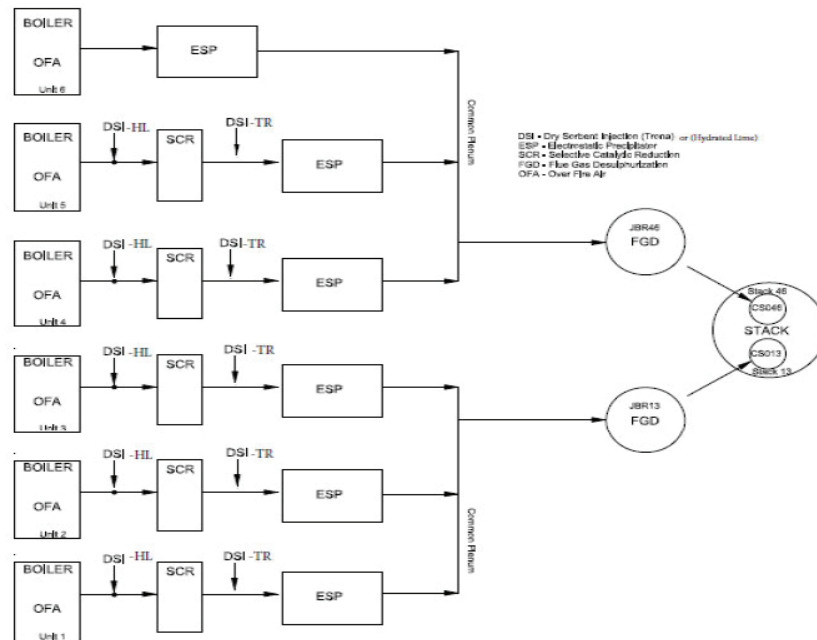 BOILER
OFA
Unit 6
ESP
BOILER
OFA
Unit 5
DSI-HL
SCR
DSI-TR
ESP
Common Plenum
DSI - Dry Sorbent Injection (Trona) or (Hydrated Lime)
ESP - Electrostatic Precipitator
SCR - Selective Catalytic Reduction
FGD - Flue Gas Desulphurization
OFA - Over Fire Air
BOILER
OFA
Unit 4
DSI-HL
SCR
DSI-TR
ESP
JBR46
FGD
Stack 46
CS046
STACK
CS013
Stack 13
BOILER
OFA
Unit 3
DSI-HL
SCR
DSI-TR
ESP
JBR13
FGD
BOILER
OFA
Unit 2
DSI-HL
SCR
DSI-TR
ESP
Common Plenum
BOILER
OFA
Unit 1
DSI-HL
SCR
DSI-TR
ESP